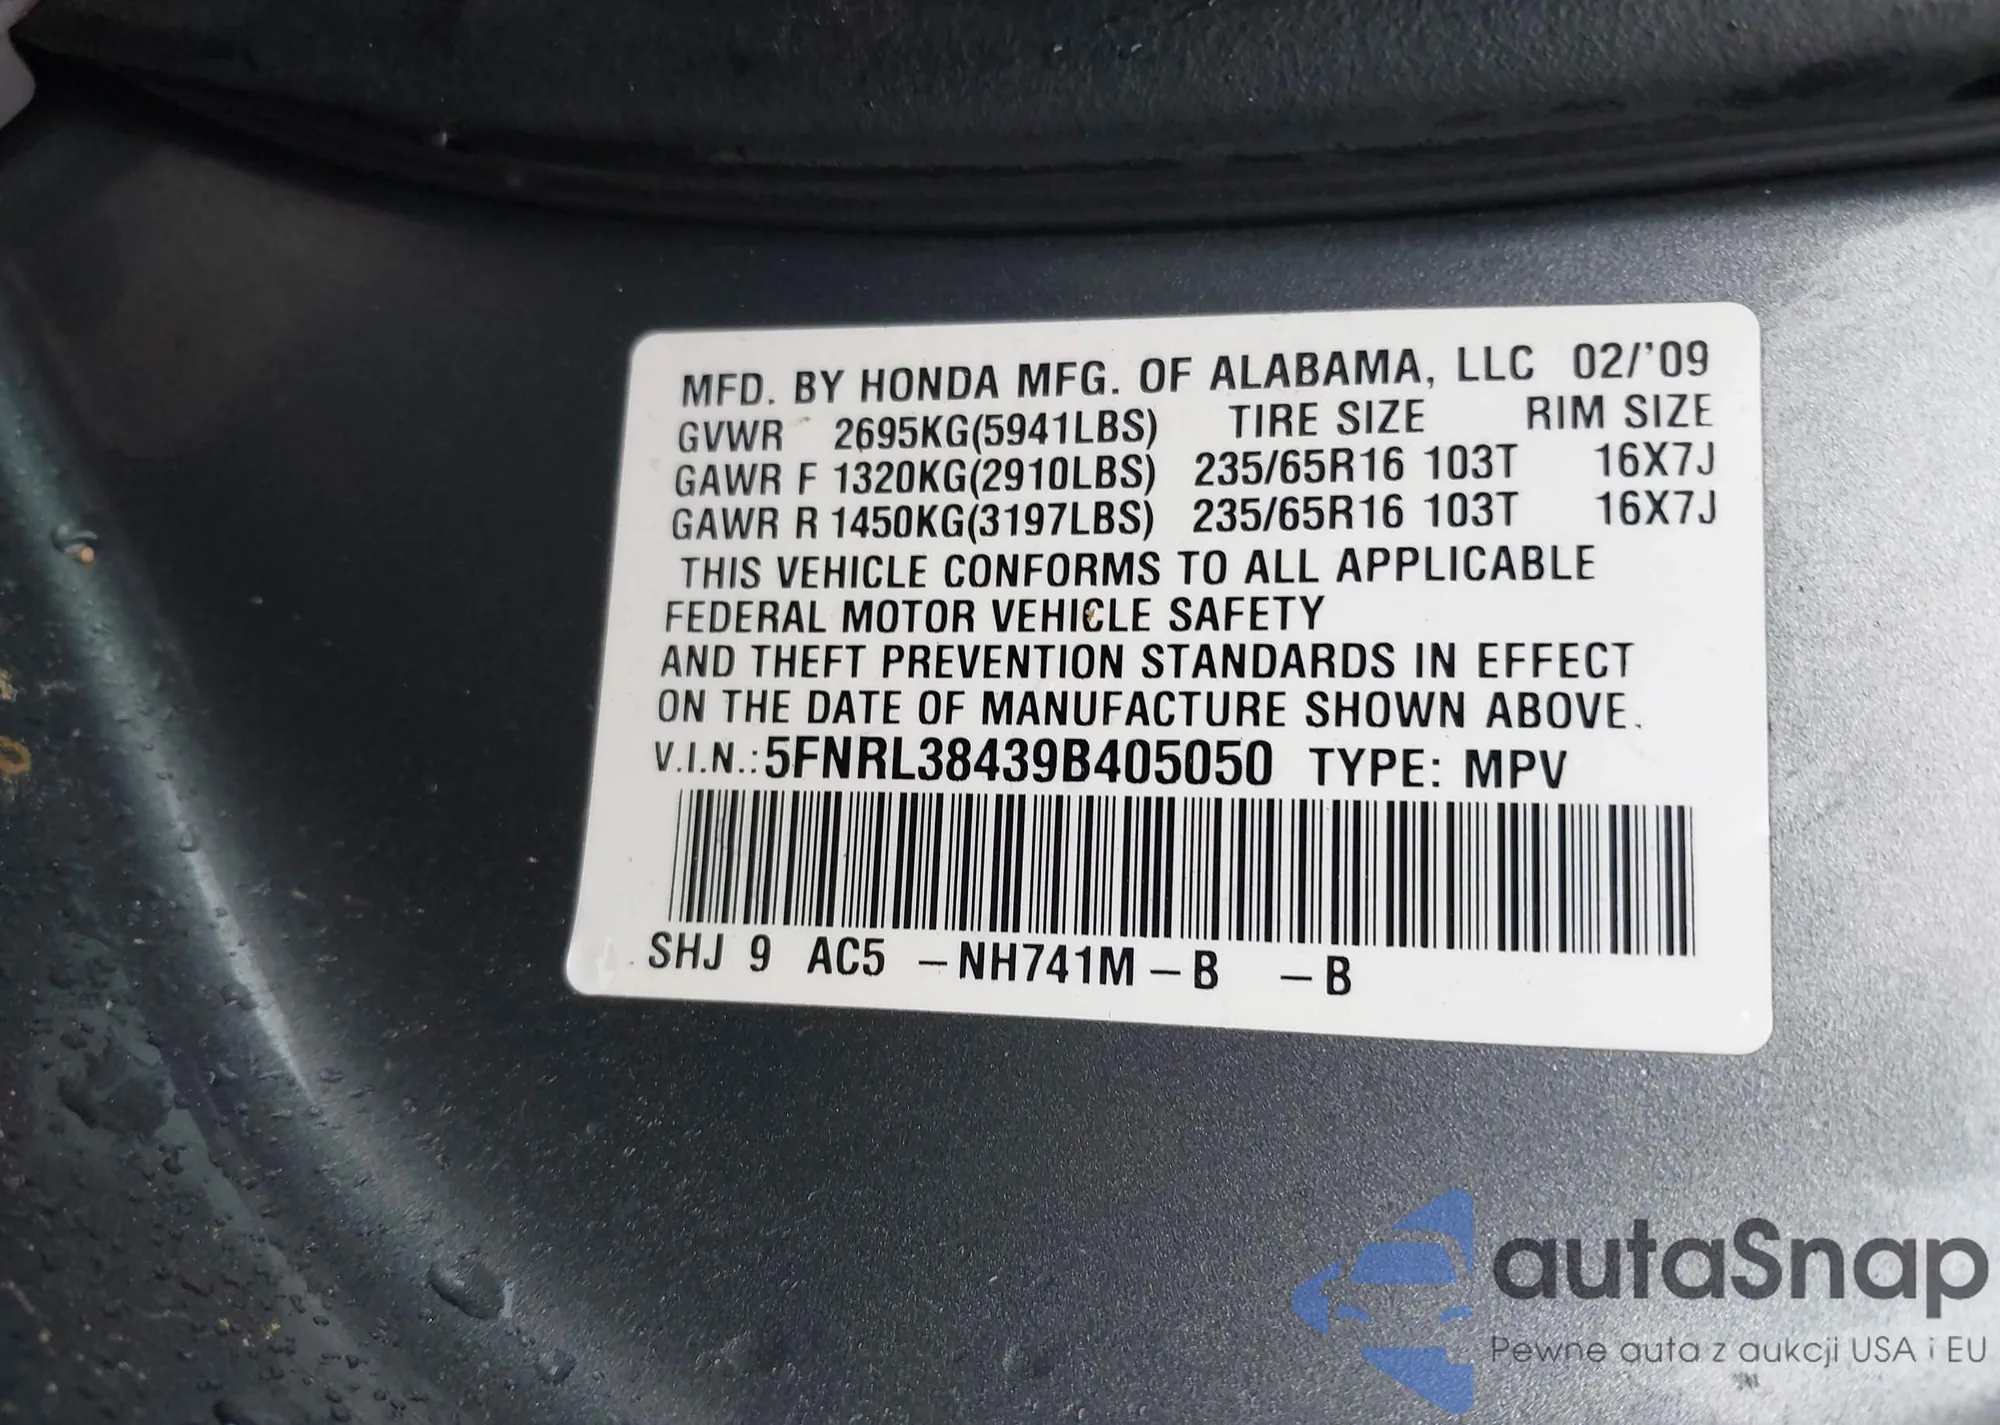 MFD. BY HONDA MFG. OF ALABAMA, LLC 02/'09
GVWR 2695KG(5941LBS) TIRE SIZE RIM SIZE
GAWR F 1320KG(2910LBS) 235/65R16 103T 16X7J
GAWR R 1450KG(3197LBS) 235/65R16 103T 16X7J
THIS VEHICLE CONFORMS TO ALL APPLICABLE
FEDERAL MOTOR VEHICLE SAFETY
AND THEFT PREVENTION STANDARDS IN EFFECT
ON THE DATE OF MANUFACTURE SHOWN ABOVE.
V.I.N.: 5FNRL38439B405050 TYPE: MPV
SHJ 9 AC5 –NH741M–B –B
autaSnap
Pewne auta z aukcji USA i EU